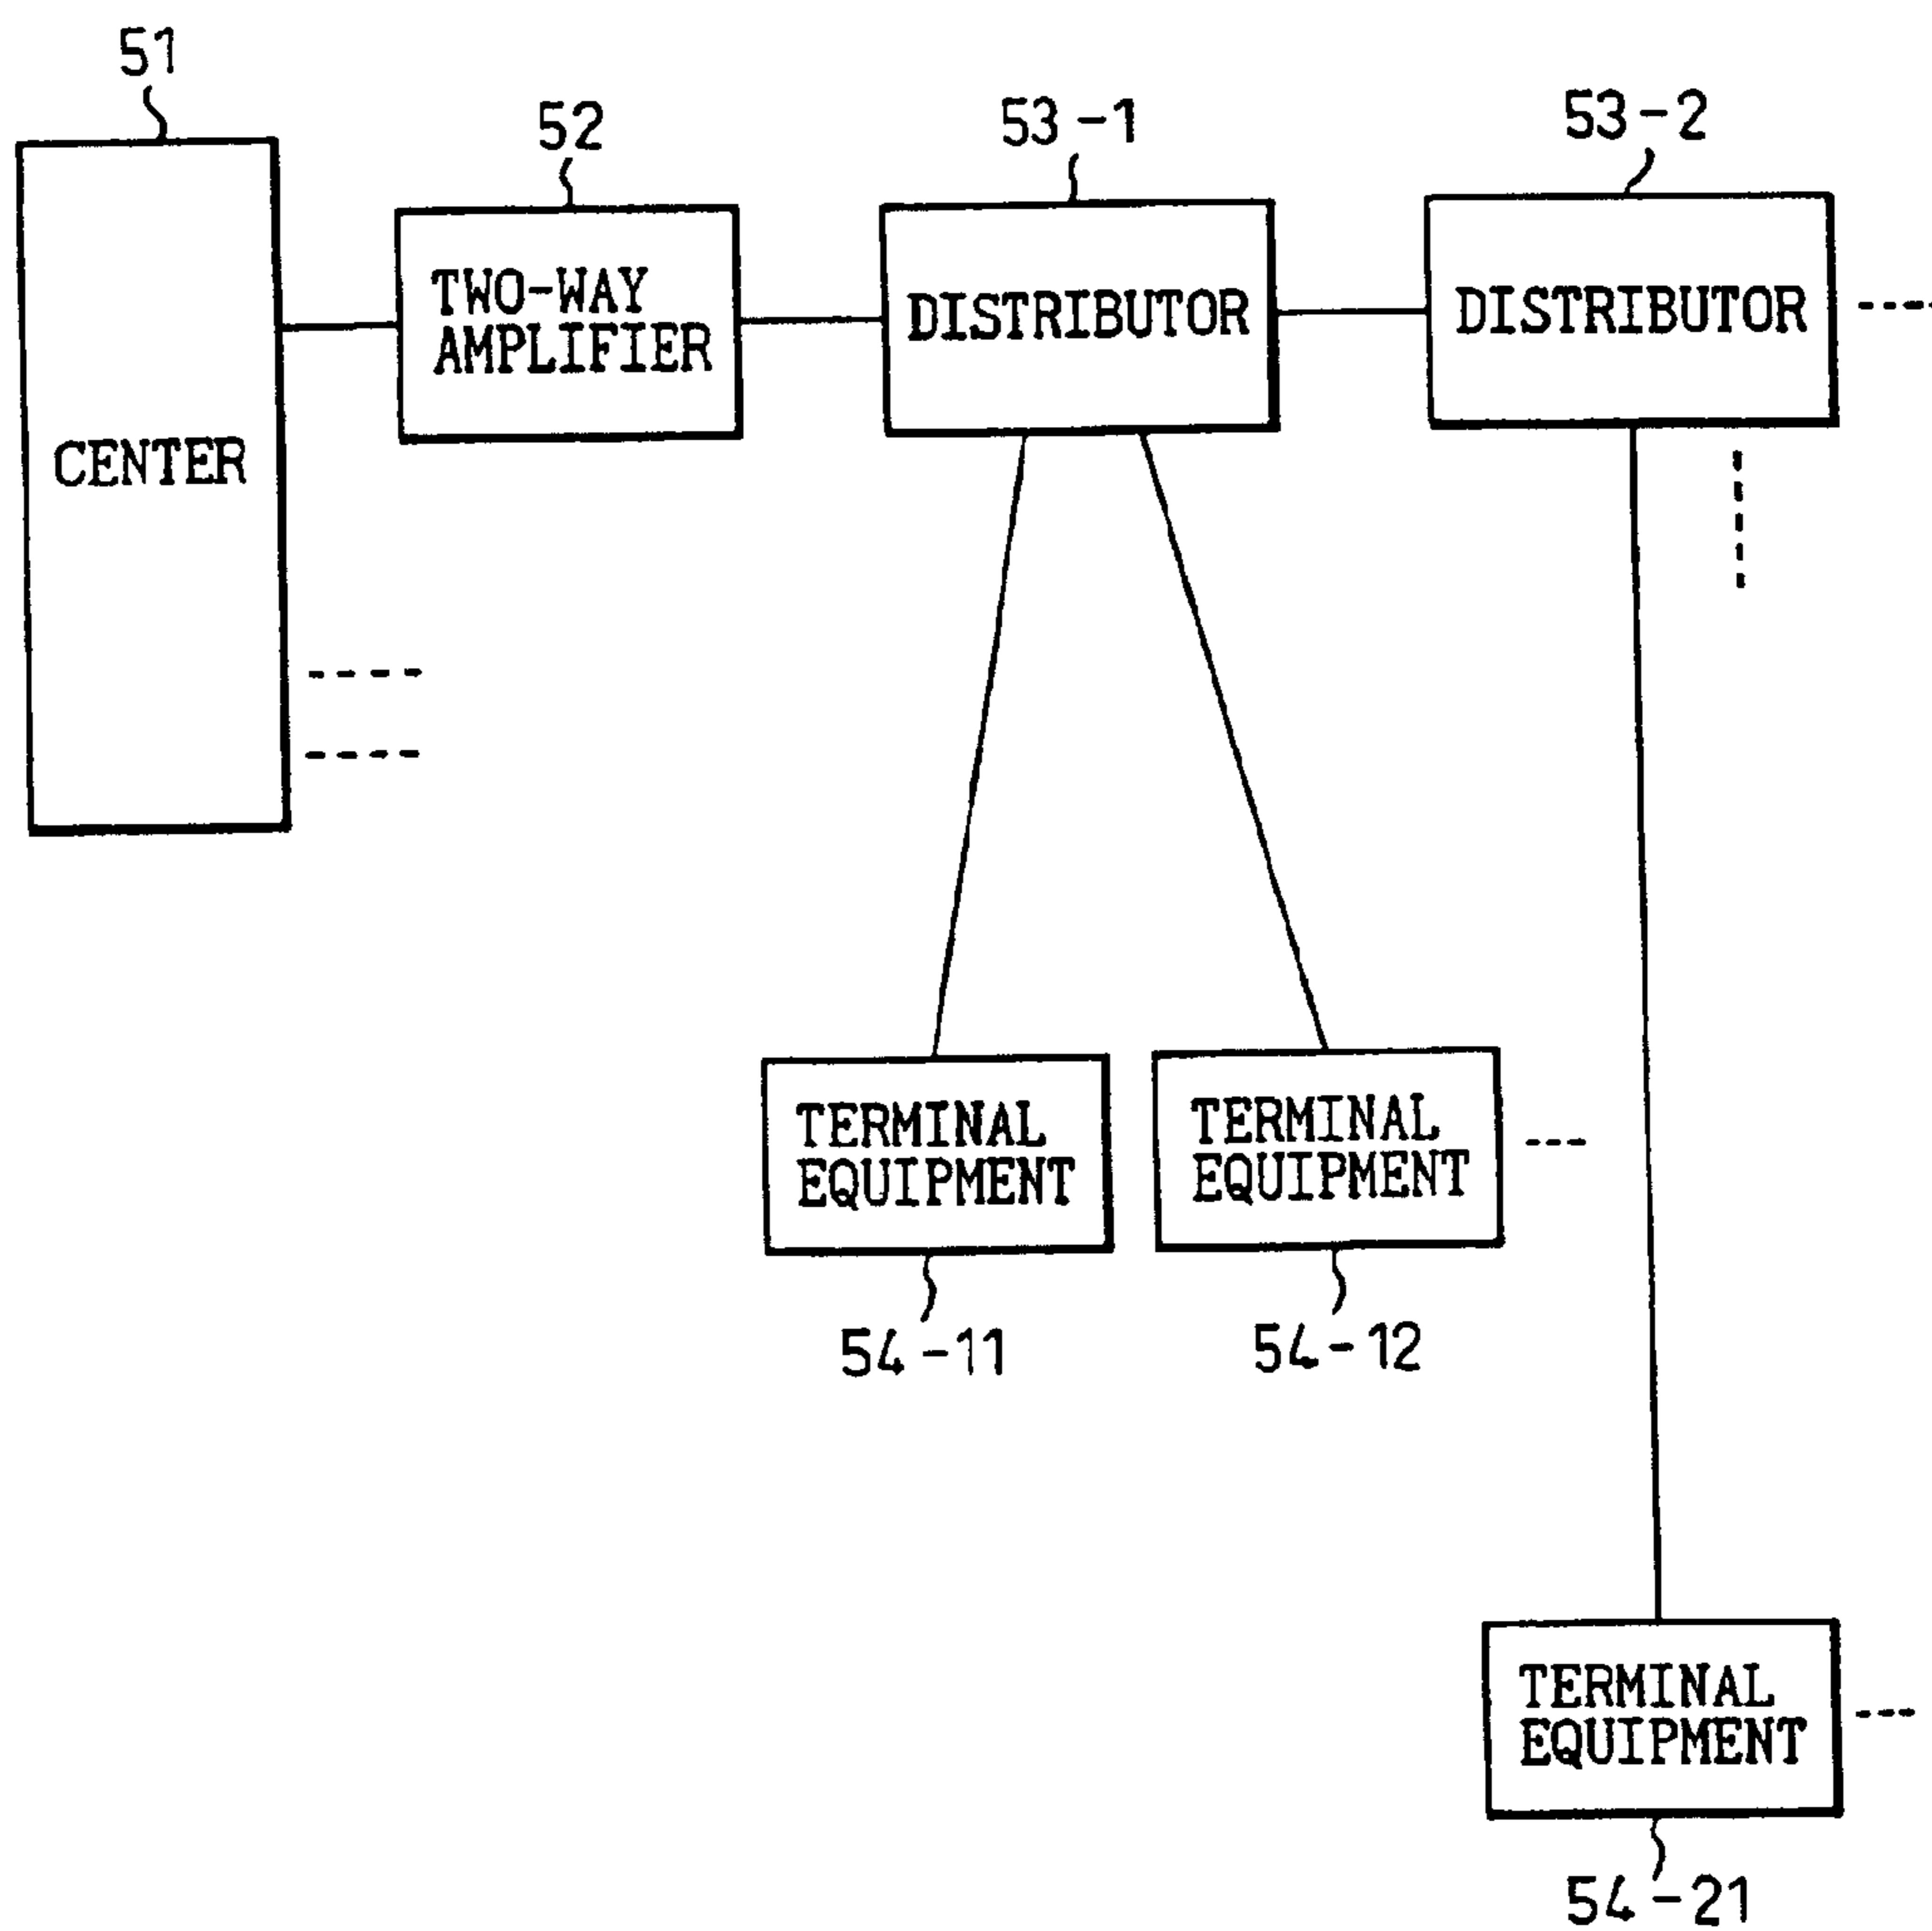 51
52
53-1
53-2
CENTER
TWO-WAY
AMPLIFIER
DISTRIBUTOR
DISTRIBUTOR
TERMINAL
EQUIPMENT
TERMINAL
EQUIPMENT
54-11
54-12
TERMINAL
EQUIPMENT
54-21